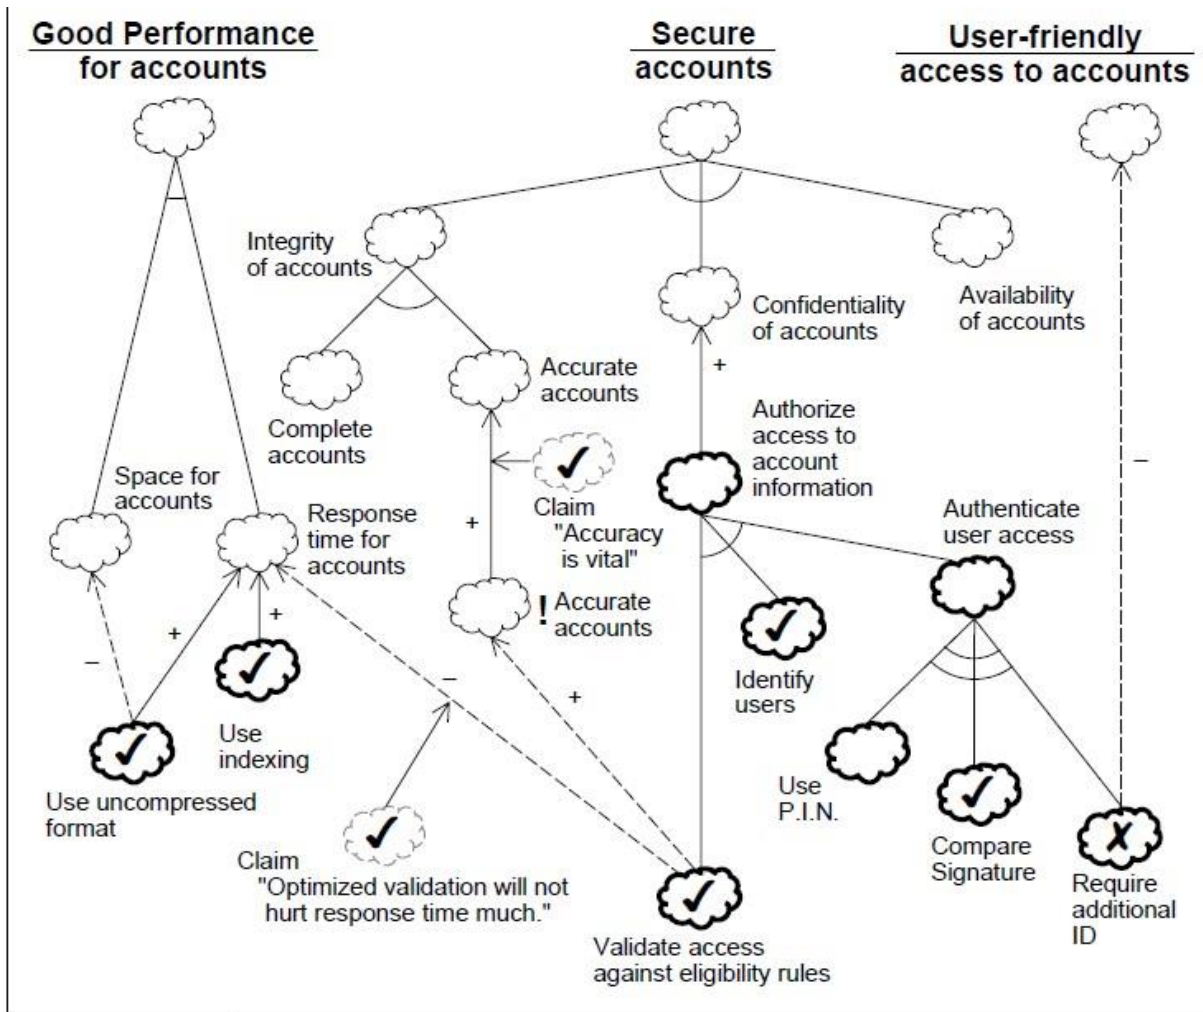 Good Performance
for accounts
Secure
accounts
User-friendly
access to accounts
Integrity
of accounts
Confidentiality
of accounts
Availability
of accounts
+
Accurate
accounts
Complete
accounts
Authorize
access to
account
information
–
Space for
accounts
Response
time for
accounts
+
✓
Claim
"Accuracy
is vital"
Authenticate
user access
! Accurate
accounts
+
+
–
✓
Use
indexing
–
+
✓
Identify
users
✓
Use uncompressed
format
Use
P.I.N.
✓
Compare
Signature
✗
Require
additional
ID
✓
Claim
"Optimized validation will not
hurt response time much."
✓
Validate access
against eligibility rules